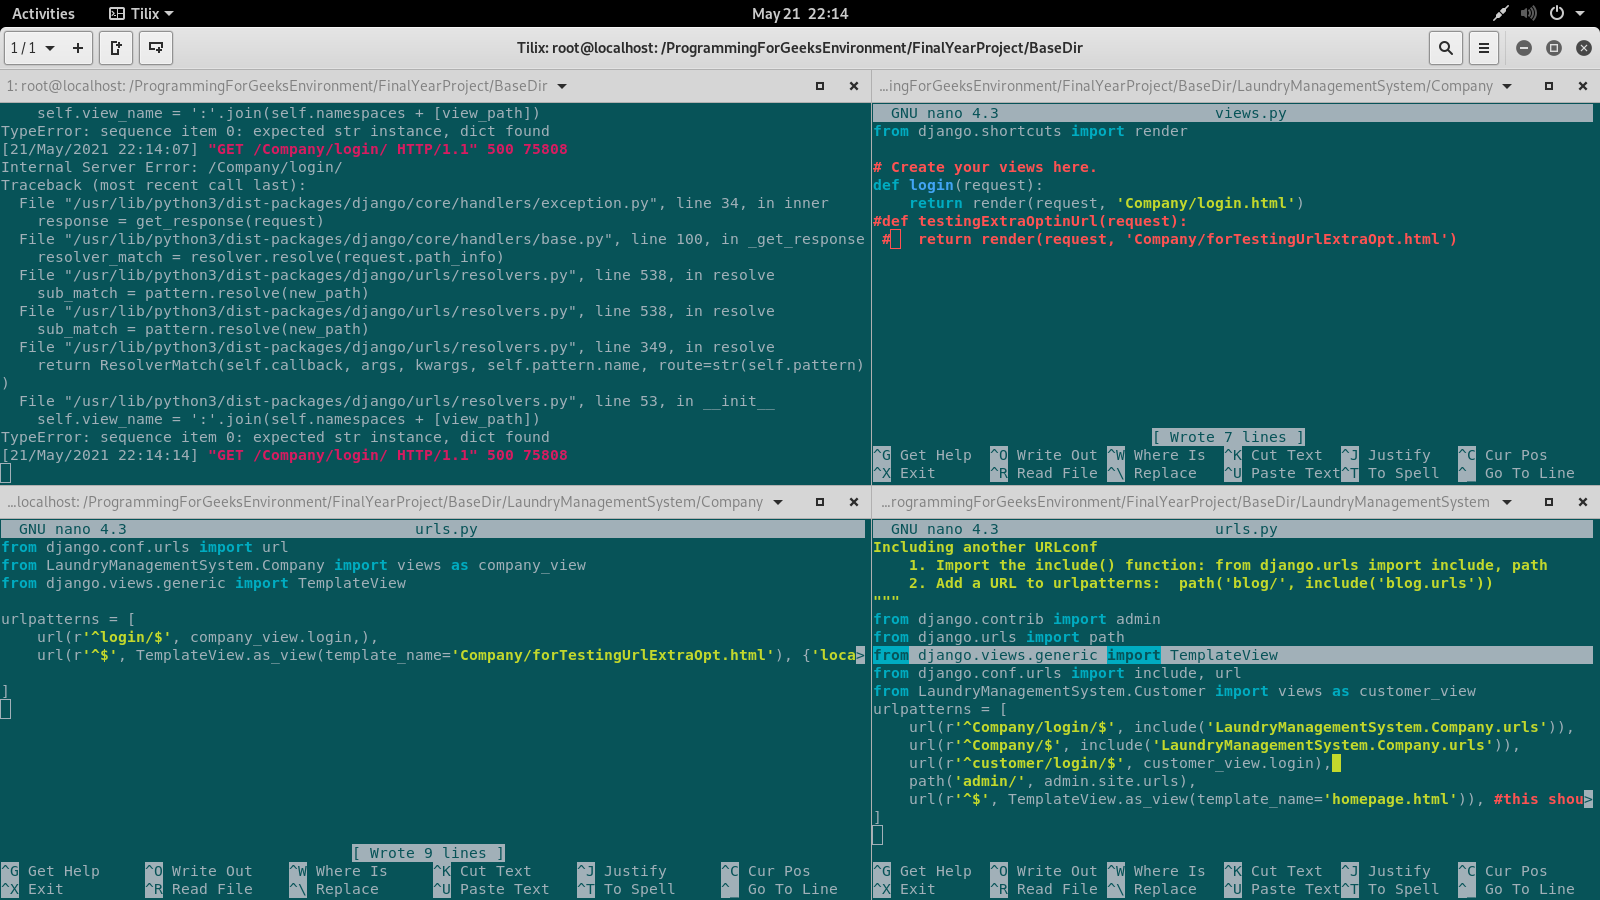 Activities Tilix May 21 22:14
1 / 1 Tilix: root@localhost: /ProgrammingForGeeksEnvironment/FinalYearProject/BaseDir
1: root@localhost: /ProgrammingForGeeksEnvironment/FinalYearProject/BaseDir
    self.view_name = ':'.join(self.namespaces + [view_path])
TypeError: sequence item 0: expected str instance, dict found
[21/May/2021 22:14:07] "GET /Company/login/ HTTP/1.1" 500 75808
Internal Server Error: /Company/login/
Traceback (most recent call last):
  File "/usr/lib/python3/dist-packages/django/core/handlers/exception.py", line 34, in inner
    response = get_response(request)
  File "/usr/lib/python3/dist-packages/django/core/handlers/base.py", line 100, in _get_response
    resolver_match = resolver.resolve(request.path_info)
  File "/usr/lib/python3/dist-packages/django/urls/resolvers.py", line 538, in resolve
    sub_match = pattern.resolve(new_path)
  File "/usr/lib/python3/dist-packages/django/urls/resolvers.py", line 538, in resolve
    sub_match = pattern.resolve(new_path)
  File "/usr/lib/python3/dist-packages/django/urls/resolvers.py", line 349, in resolve
    return ResolverMatch(self.callback, args, kwargs, self.pattern.name, route=str(self.pattern)
)
  File "/usr/lib/python3/dist-packages/django/urls/resolvers.py", line 53, in __init__
    self.view_name = ':'.join(self.namespaces + [view_path])
TypeError: sequence item 0: expected str instance, dict found
[21/May/2021 22:14:14] "GET /Company/login/ HTTP/1.1" 500 75808
...ingForGeeksEnvironment/FinalYearProject/BaseDir/LaundryManagementSystem/Company
GNU nano 4.3 views.py
from django.shortcuts import render
# Create your views here.
def login(request):
    return render(request, 'Company/login.html')
#def testingExtraOptinUrl(request):
 #   return render(request, 'Company/forTestingUrlExtraOpt.html')
[ Wrote 7 lines ]
^G Get Help ^O Write Out ^W Where Is ^K Cut Text ^J Justify ^C Cur Pos
^X Exit ^R Read File ^\ Replace ^U Paste Text ^T To Spell ^_ Go To Line
...localhost: /ProgrammingForGeeksEnvironment/FinalYearProject/BaseDir/LaundryManagementSystem/Company
GNU nano 4.3 urls.py
from django.conf.urls import url
from LaundryManagementSystem.Company import views as company_view
from django.views.generic import TemplateView
urlpatterns = [
    url(r'^login/$', company_view.login,),
    url(r'^$', TemplateView.as_view(template_name='Company/forTestingUrlExtraOpt.html'), {'loca>
]
[ Wrote 9 lines ]
^G Get Help ^O Write Out ^W Where Is ^K Cut Text ^J Justify ^C Cur Pos
^X Exit ^R Read File ^\ Replace ^U Paste Text ^T To Spell ^_ Go To Line
...rogrammingForGeeksEnvironment/FinalYearProject/BaseDir/LaundryManagementSystem
GNU nano 4.3 urls.py
Including another URLconf
    1. Import the include() function: from django.urls import include, path
    2. Add a URL to urlpatterns:  path('blog/', include('blog.urls'))
"""
from django.contrib import admin
from django.urls import path
from django.views.generic import TemplateView
from django.conf.urls import include, url
from LaundryManagementSystem.Customer import views as customer_view
urlpatterns = [
    url(r'^Company/login/$', include('LaundryManagementSystem.Company.urls')),
    url(r'^Company/$', include('LaundryManagementSystem.Company.urls')),
    url(r'^customer/login/$', customer_view.login),
    path('admin/', admin.site.urls),
    url(r'^$', TemplateView.as_view(template_name='homepage.html')), #this shou>
]
^G Get Help ^O Write Out ^W Where Is ^K Cut Text ^J Justify ^C Cur Pos
^X Exit ^R Read File ^\ Replace ^U Paste Text ^T To Spell ^_ Go To Line